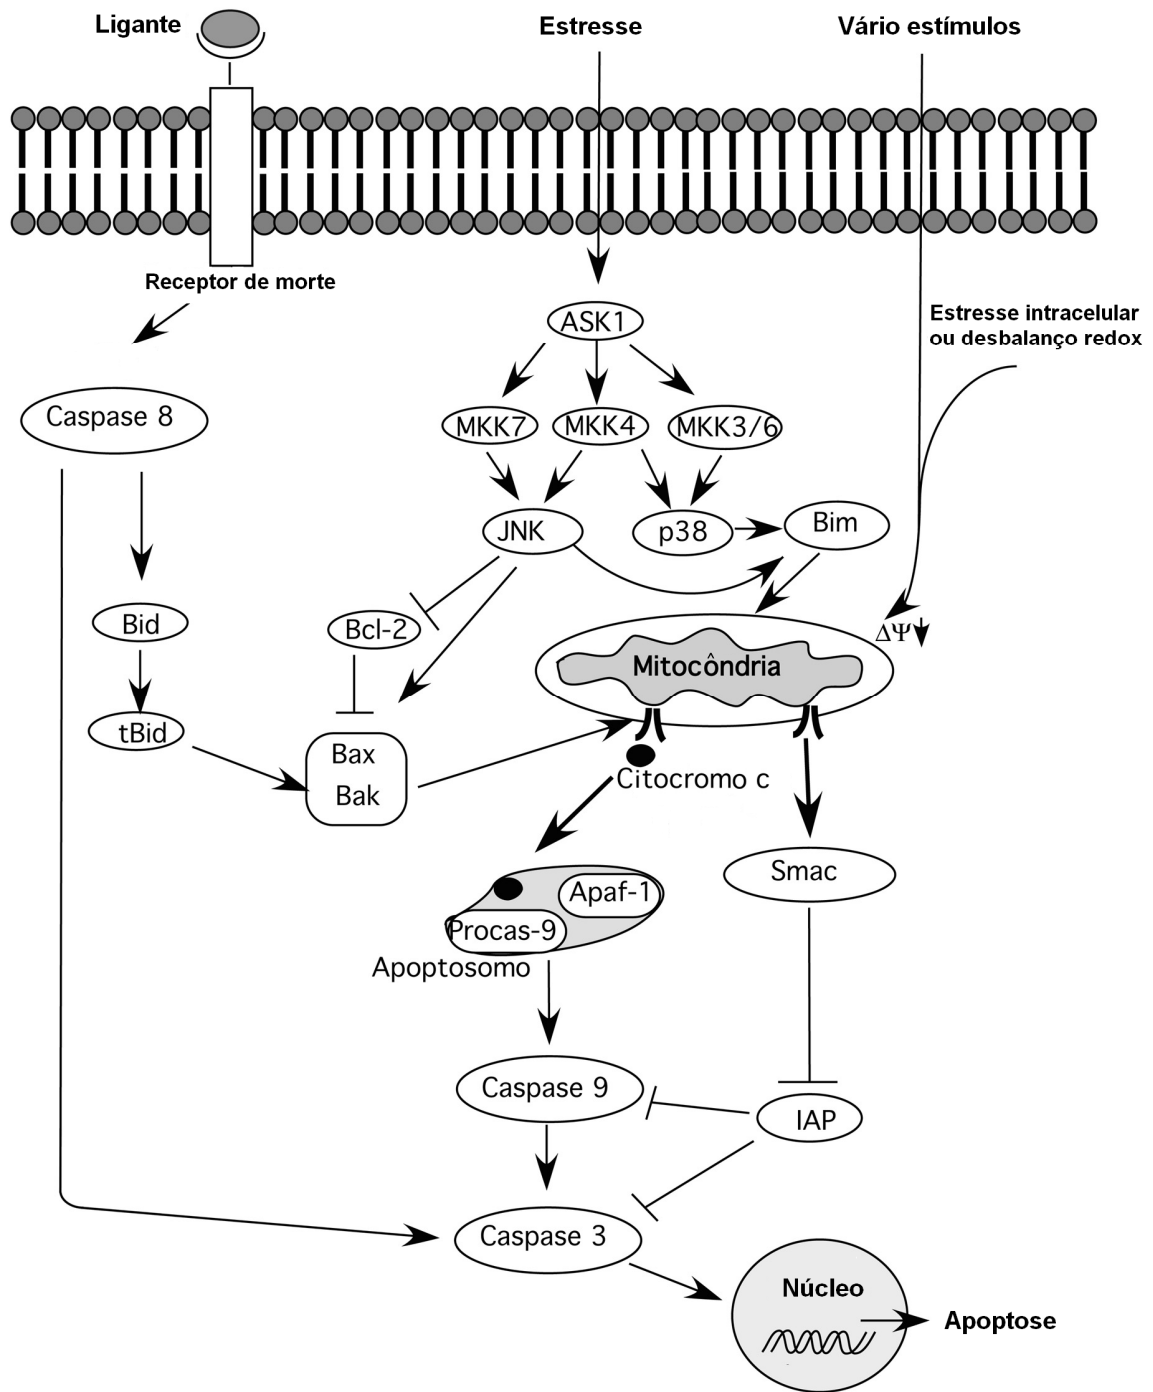 Ligante
Estresse
Vário estímulos
Receptor de morte
Estresse intracelular
ou desbalanço redox
ASK1
Caspase 8
MKK7
MKK4
MKK3/6
JNK
p38
Bim
Bid
Bcl-2
ΔΨ
Mitocôndria
tBid
Bax
Bak
Citocromo c
Smac
Apaf-1
Procas-9
Apoptosomo
Caspase 9
IAP
Caspase 3
Núcleo
Apoptose